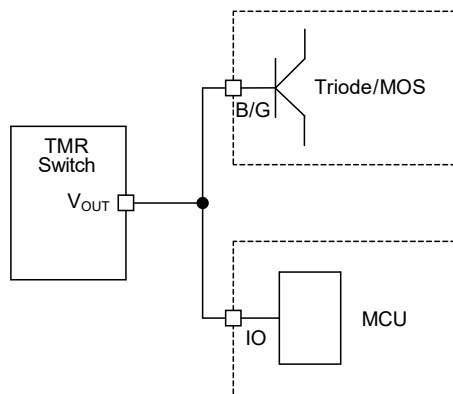 Triode/MOS
B/G
TMR
Switch
VOUT
MCU
IO